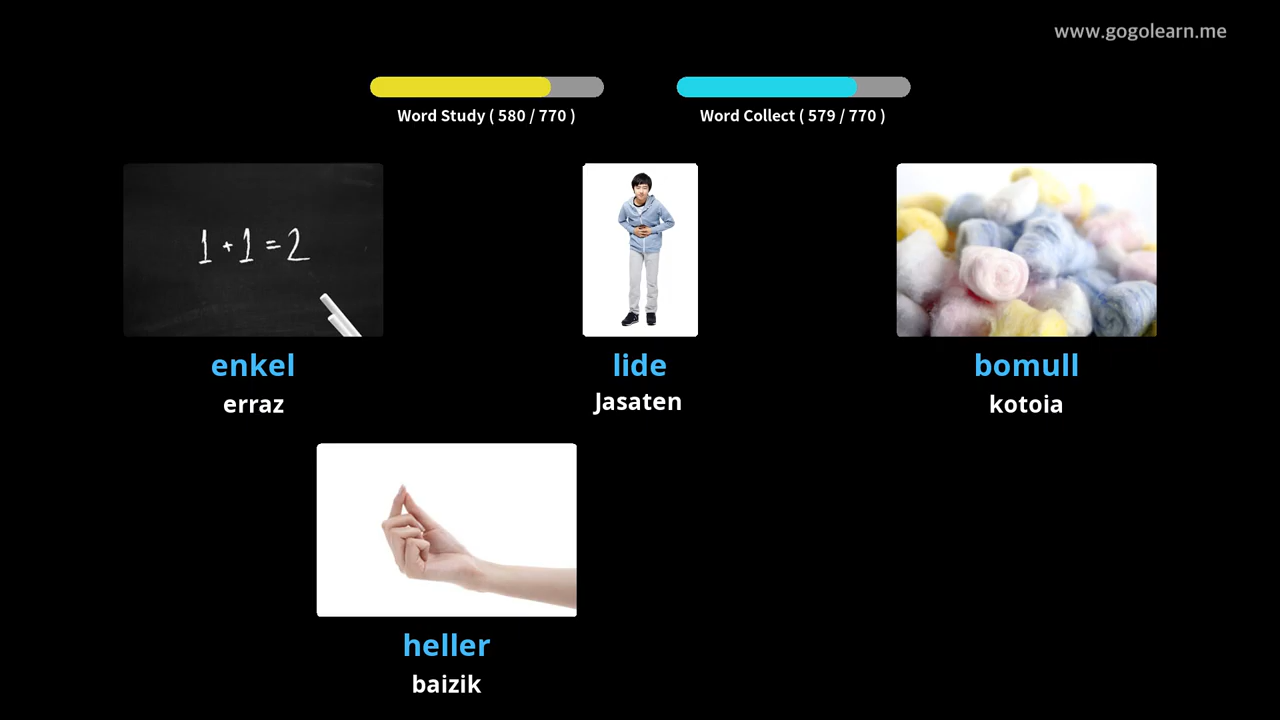 www.gogolearn.me
Word Study ( 580 / 770 )
Word Collect ( 579 / 770 )
1 + 1 = 2
enkel
erraz
lide
Jasaten
bomull
kotoia
heller
baizik